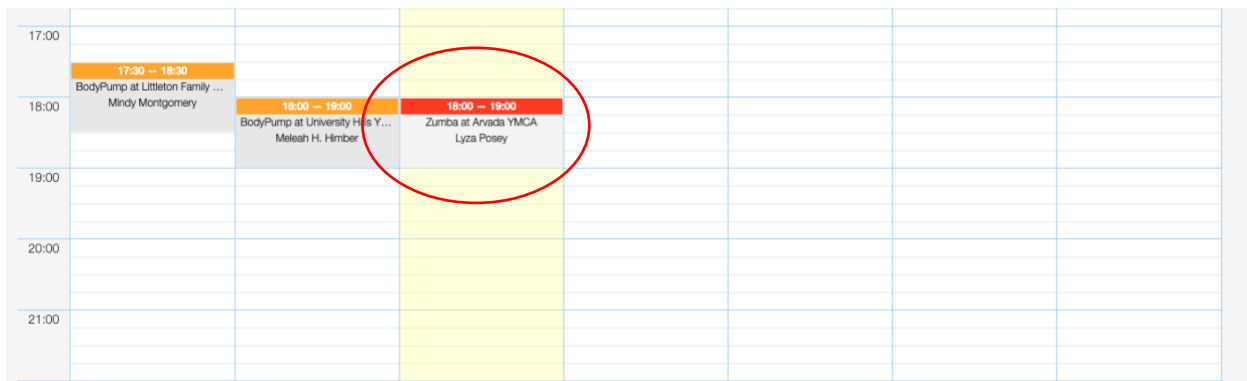 17:00
17:30 — 18:30
BodyPump at Littleton Family ...
Mindy Montgomery
18:00
18:00 — 19:00
BodyPump at University Hills Y...
Meleah H. Himber
18:00 — 19:00
Zumba at Arvada YMCA
Lyza Posey
19:00
20:00
21:00